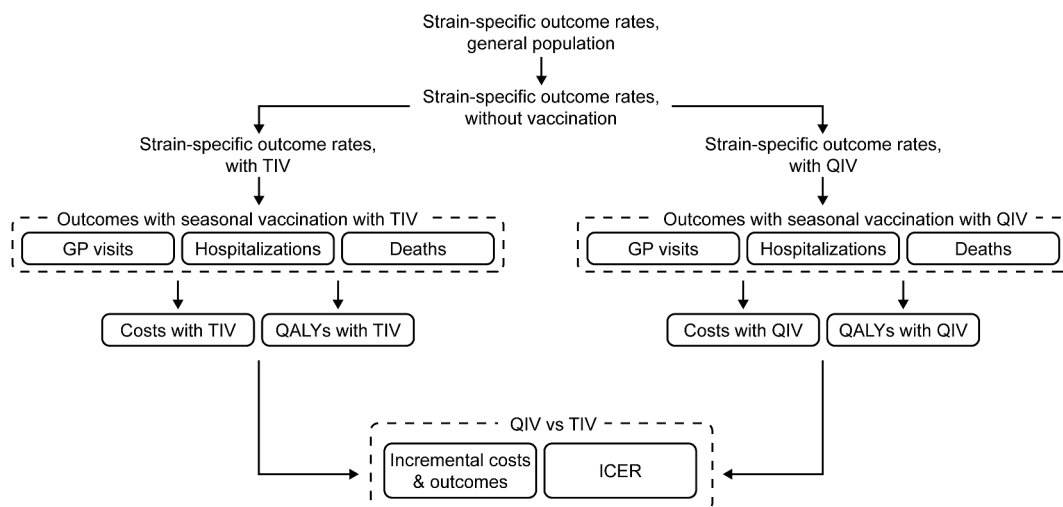 Strain-specific outcome rates,
general population
Strain-specific outcome rates,
without vaccination
Strain-specific outcome rates,
with TIV
Strain-specific outcome rates,
with QIV
Outcomes with seasonal vaccination with TIV
GP visits
Hospitalizations
Deaths
Outcomes with seasonal vaccination with QIV
GP visits
Hospitalizations
Deaths
Costs with TIV
QALYs with TIV
Costs with QIV
QALYs with QIV
QIV vs TIV
Incremental costs
& outcomes
ICER